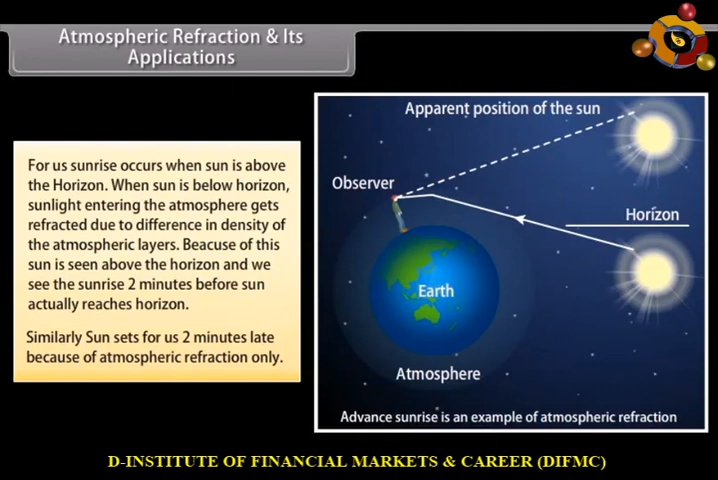 Atmospheric Refraction & Its
Applications
For us sunrise occurs when sun is above
the Horizon. When sun is below horizon,
sunlight entering the atmosphere gets
refracted due to difference in density of
the atmospheric layers. Beacuse of this
sun is seen above the horizon and we
see the sunrise 2 minutes before sun
actually reaches horizon.
Similarly Sun sets for us 2 minutes late
because of atmospheric refraction only.
Apparent position of the sun
Observer
Horizon
Earth
Atmosphere
Advance sunrise is an example of atmospheric refraction
D-INSTITUTE OF FINANCIAL MARKETS & CAREER (DIFMC)